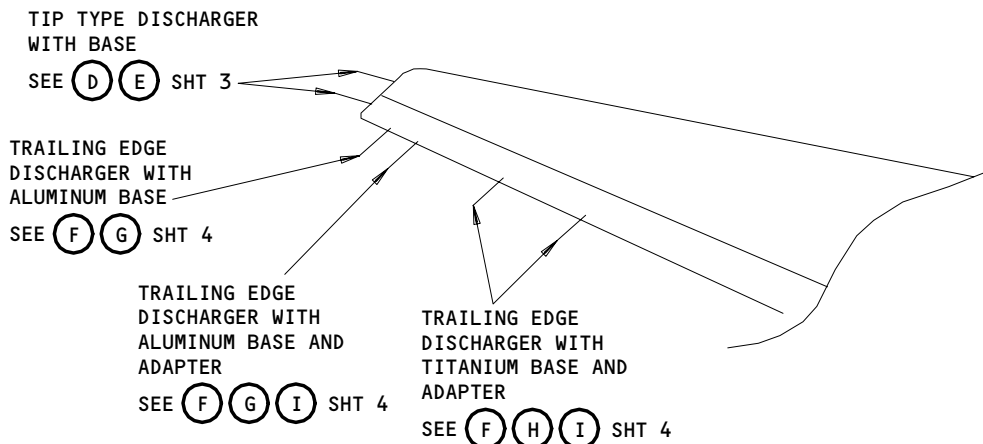 TIP TYPE DISCHARGER
WITH BASE
SEE D E SHT 3
TRAILING EDGE
DISCHARGER WITH
ALUMINUM BASE
SEE F G SHT 4
TRAILING EDGE
DISCHARGER WITH
ALUMINUM BASE AND
ADAPTER
SEE F G I SHT 4
TRAILING EDGE
DISCHARGER WITH
TITANIUM BASE AND
ADAPTER
SEE F H I SHT 4